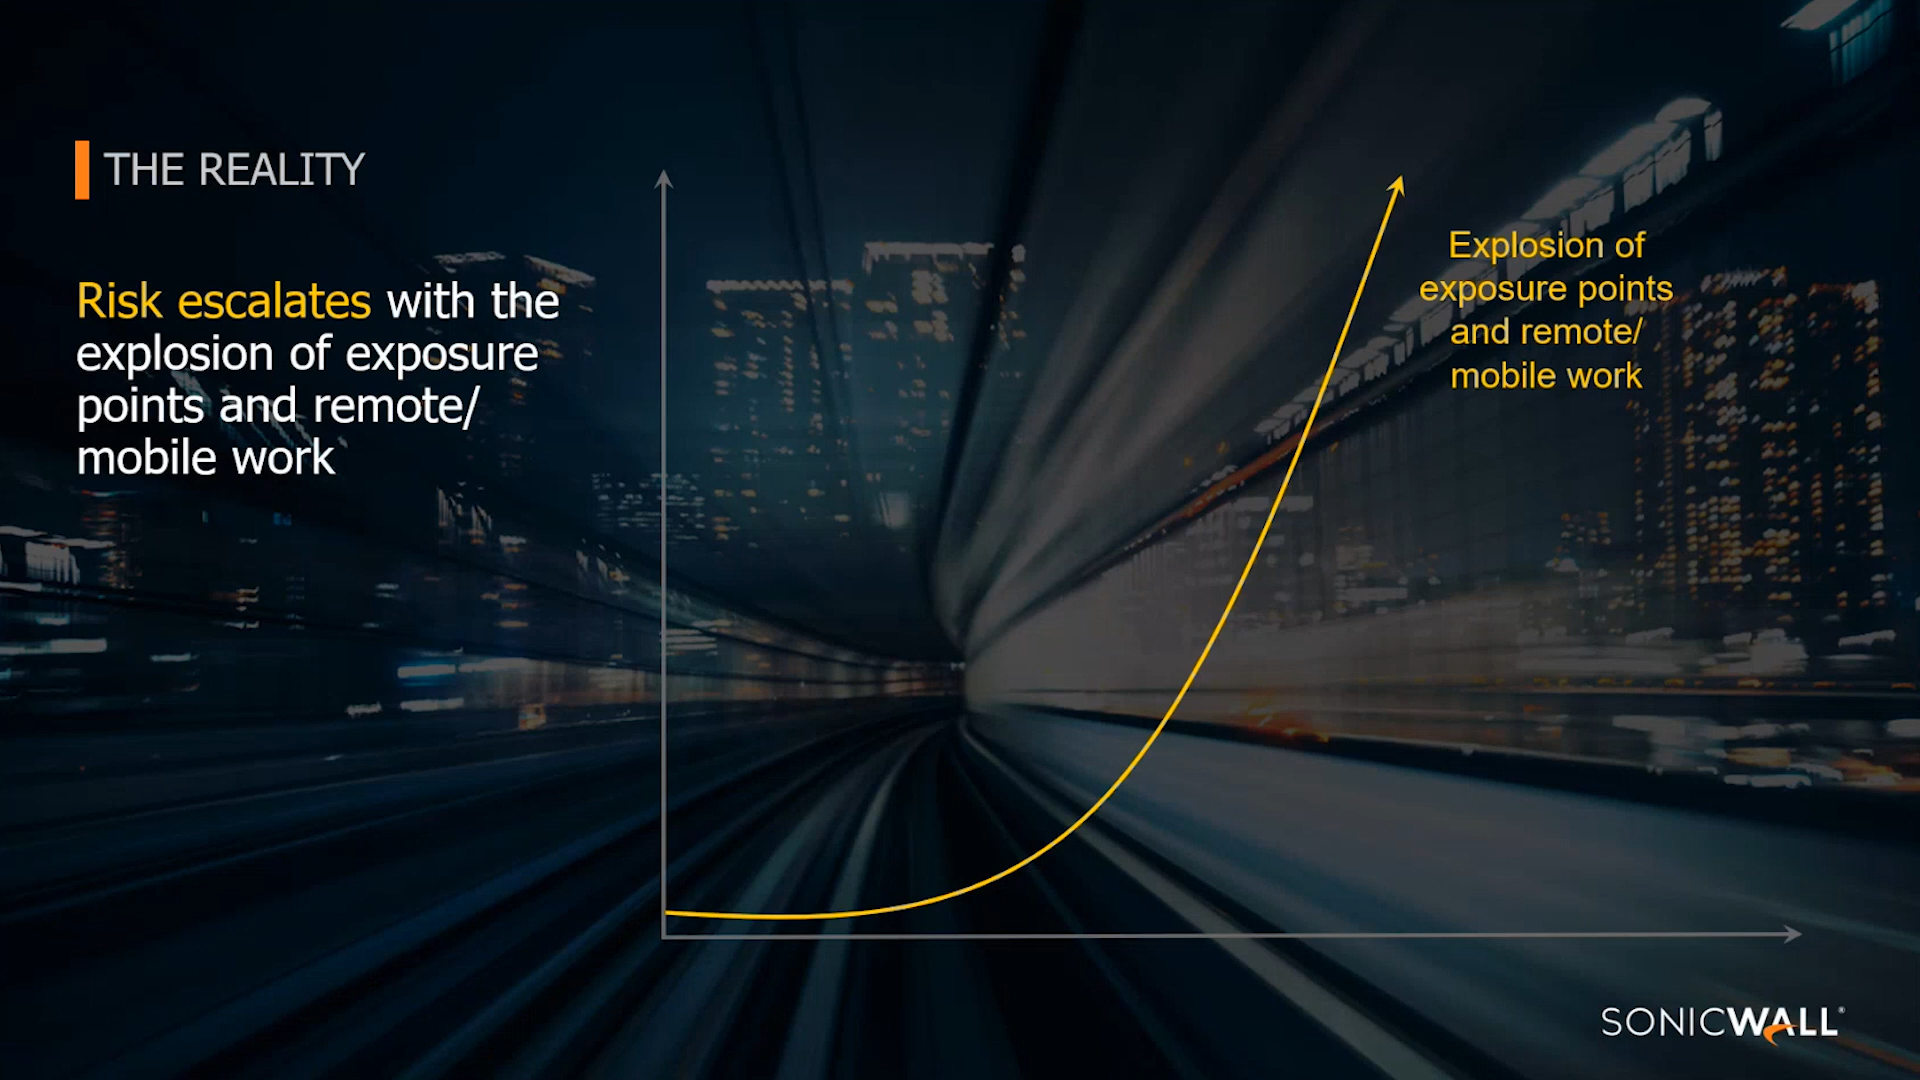 THE REALITY
Risk escalates with the
explosion of exposure
points and remote/
mobile work
Explosion of
exposure points
and remote/
mobile work
SONICWALL®